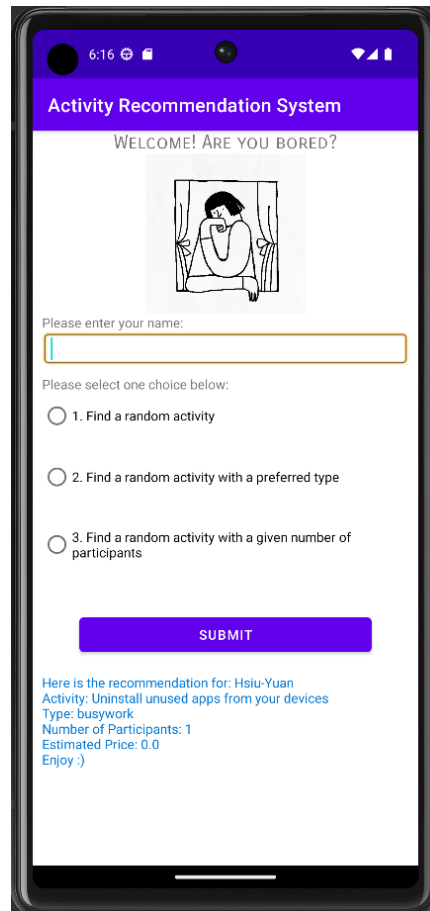 6:16
Activity Recommendation System
WELCOME! ARE YOU BORED?
Please enter your name:
Please select one choice below:
1. Find a random activity
2. Find a random activity with a preferred type
3. Find a random activity with a given number of
participants
SUBMIT
Here is the recommendation for: Hsiu-Yuan
Activity: Uninstall unused apps from your devices
Type: busywork
Number of Participants: 1
Estimated Price: 0.0
Enjoy :)